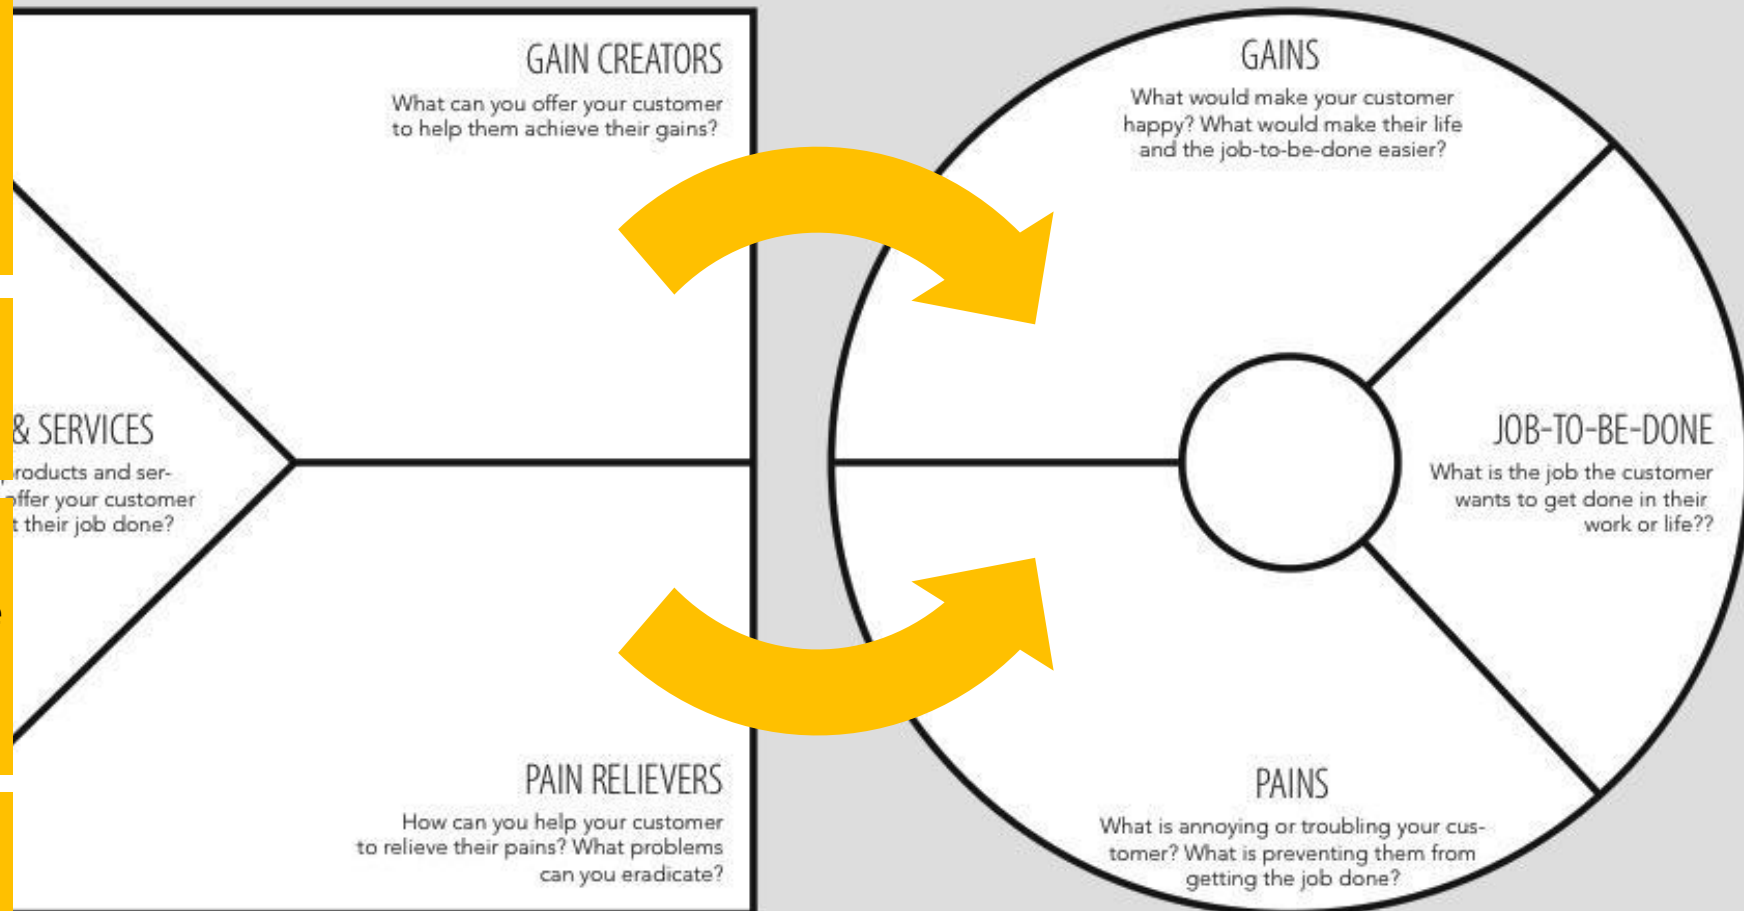 GAIN CREATORS
What can you offer your customer
to help them achieve their gains?
& SERVICES
products and ser-
offer your customer
their job done?
PAIN RELIEVERS
How can you help your customer
to relieve their pains? What problems
can you eradicate?
GAINS
What would make your customer
happy? What would make their life
and the job-to-be-done easier?
JOB-TO-BE-DONE
What is the job the customer
wants to get done in their
work or life??
PAINS
What is annoying or troubling your cus-
tomer? What is preventing them from
getting the job done?